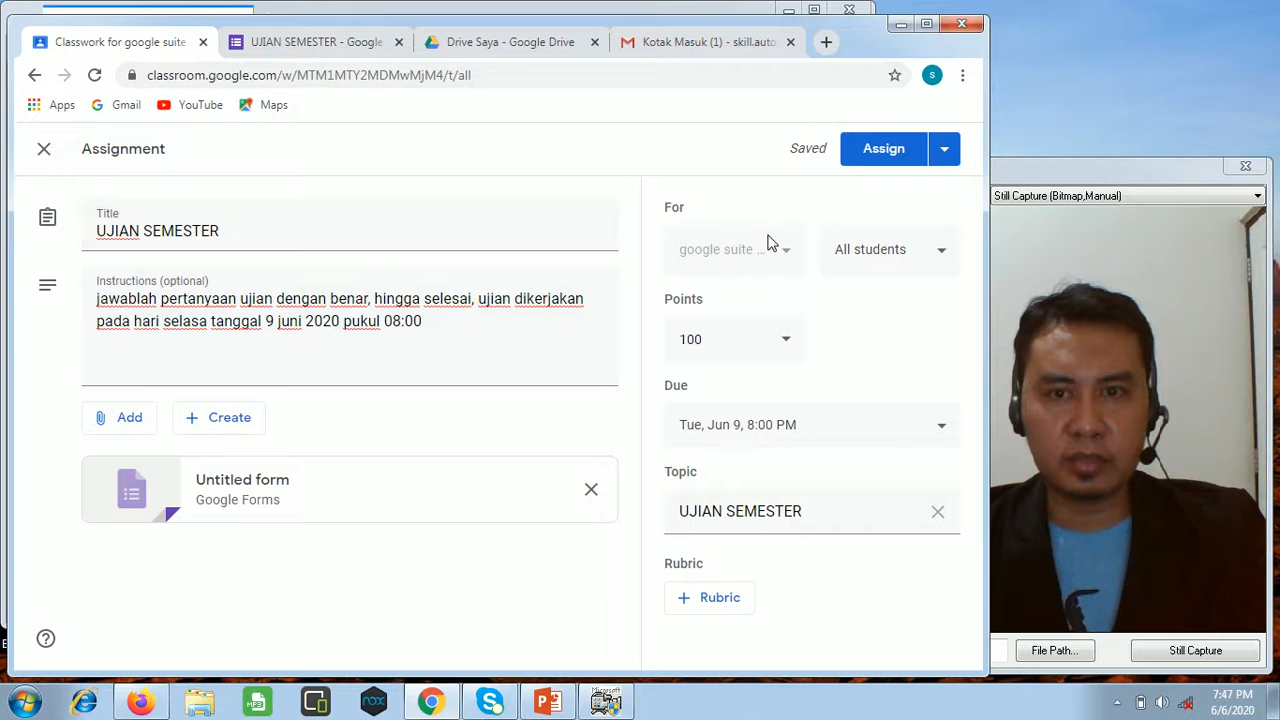 Classwork for google suite
UJIAN SEMESTER - Google
Drive Saya - Google Drive
Kotak Masuk (1) - skill.auto
classroom.google.com/w/MTM1MTY2MDMwMjM4/t/all
s
Apps
Gmail
YouTube
Maps
Assignment
Saved
Assign
Title
UJIAN SEMESTER
Instructions (optional)
jawablah pertanyaan ujian dengan benar, hingga selesai, ujian dikerjakan
pada hari selasa tanggal 9 juni 2020 pukul 08:00
Add
Create
Untitled form
Google Forms
For
google suite ...
All students
Points
100
Due
Tue, Jun 9, 8:00 PM
Topic
UJIAN SEMESTER
Rubric
Rubric
Still Capture (Bitmap,Manual)
File Path...
Still Capture
MP3
nox
Microsoft
7:47 PM
6/6/2020